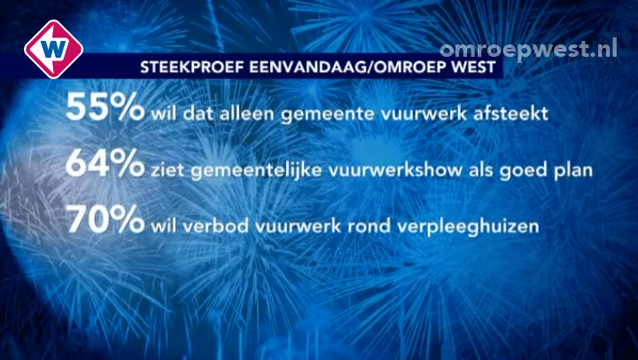 W
omroepwest.nl
STEEKPROEF EENVANDAAG/OMROEP WEST
55% wil dat alleen gemeente vuurwerk afsteekt
64% ziet gemeentelijke vuurwerkshow als goed plan
70% wil verbod vuurwerk rond verpleeghuizen